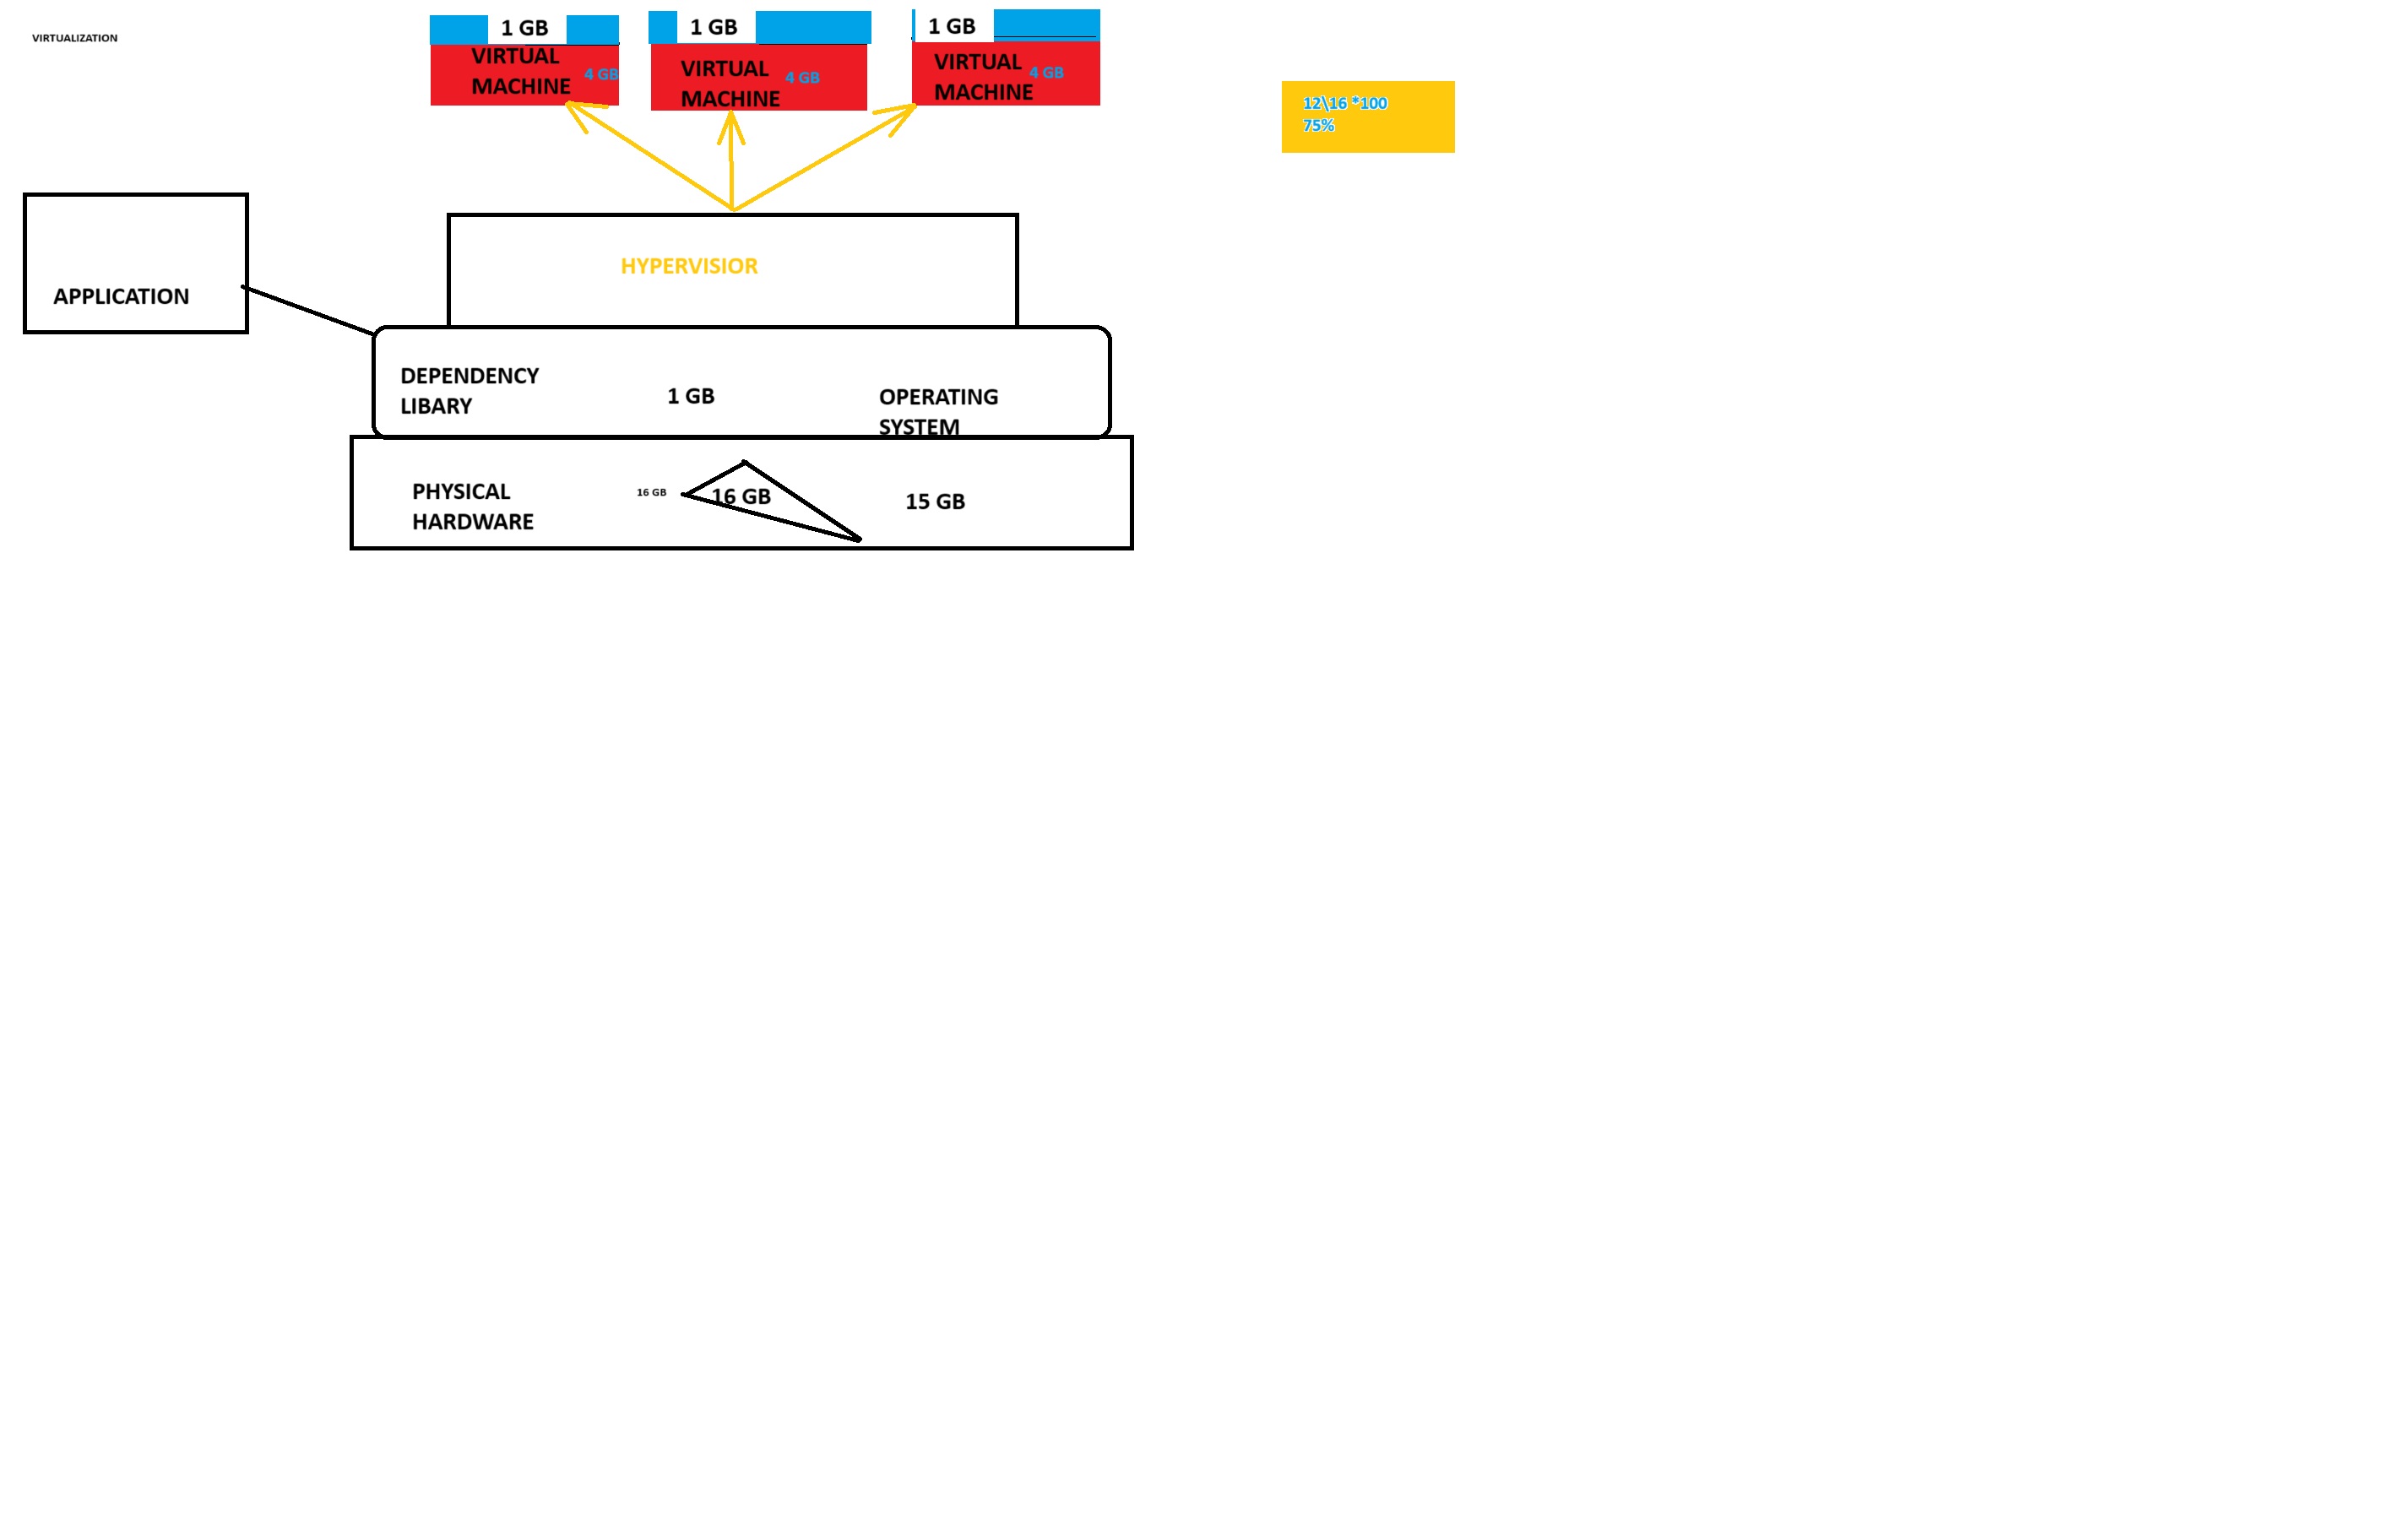 VIRTUALIZATION
1 GB
1 GB
1 GB
VIRTUAL
MACHINE
4 GB
VIRTUAL
MACHINE
4 GB
VIRTUAL
MACHINE
4 GB
12\16 *100
75%
HYPERVISIOR
APPLICATION
DEPENDENCY
LIBARY
1 GB
OPERATING
SYSTEM
PHYSICAL
HARDWARE
16 GB
16 GB
15 GB